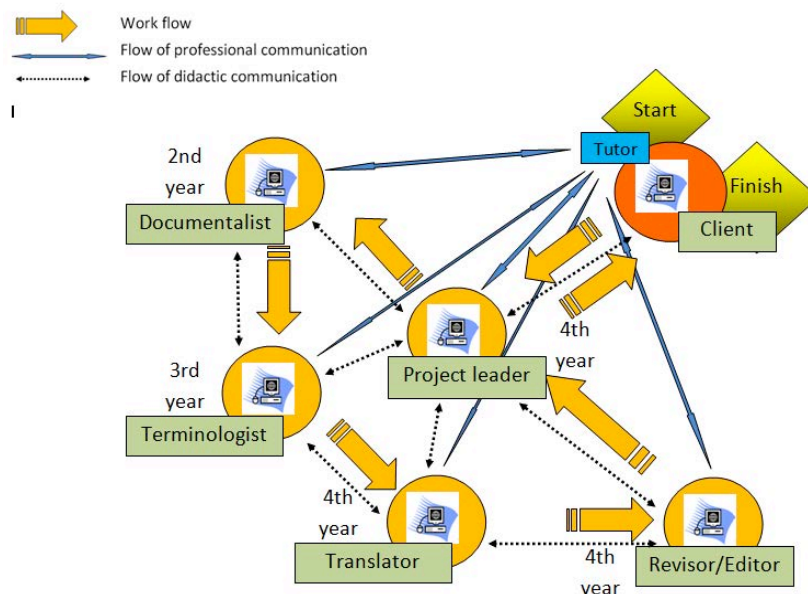 Work flow
Flow of professional communication
Flow of didactic communication
I
Start
Tutor
Finish
Client
2nd
year
Documentalist
4th
year
Project leader
3rd
year
Terminologist
4th
year
Translator
4th
year
Revisor/Editor